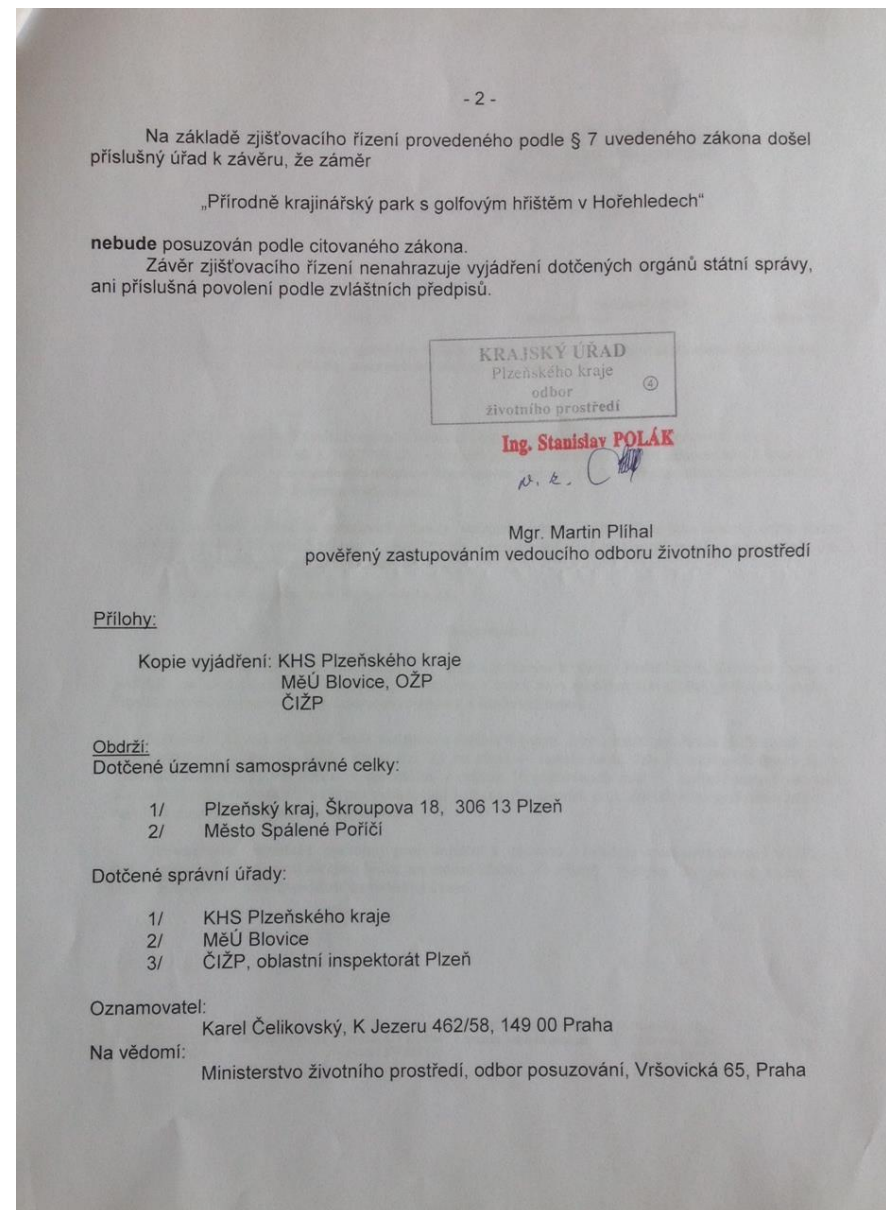 - 2 -
Na základě zjišťovacího řízení provedeného podle § 7 uvedeného zákona došel
příslušný úřad k závěru, že záměr
„Přírodně krajinářský park s golfovým hřištěm v Hořehledech“
nebude posuzován podle citovaného zákona.
Závěr zjišťovacího řízení nenahrazuje vyjádření dotčených orgánů státní správy,
ani příslušná povolení podle zvláštních předpisů.
KRAJSKÝ ÚŘAD
Plzeňského kraje
odbor
životního prostředí
4
Ing. Stanislav POLÁK
Mgr. Martin Plíhal
pověřený zastupováním vedoucího odboru životního prostředí
Přílohy:
Kopie vyjádření: KHS Plzeňského kraje
MěÚ Blovice, OŽP
ČIŽP
Obdrží:
Dotčené územní samosprávné celky:
1/ Plzeňský kraj, Škroupova 18, 306 13 Plzeň
2/ Město Spálené Poříčí
Dotčené správní úřady:
1/ KHS Plzeňského kraje
2/ MěÚ Blovice
3/ ČIŽP, oblastní inspektorát Plzeň
Oznamovatel:
Karel Čelikovský, K Jezeru 462/58, 149 00 Praha
Na vědomí:
Ministerstvo životního prostředí, odbor posuzování, Vršovická 65, Praha